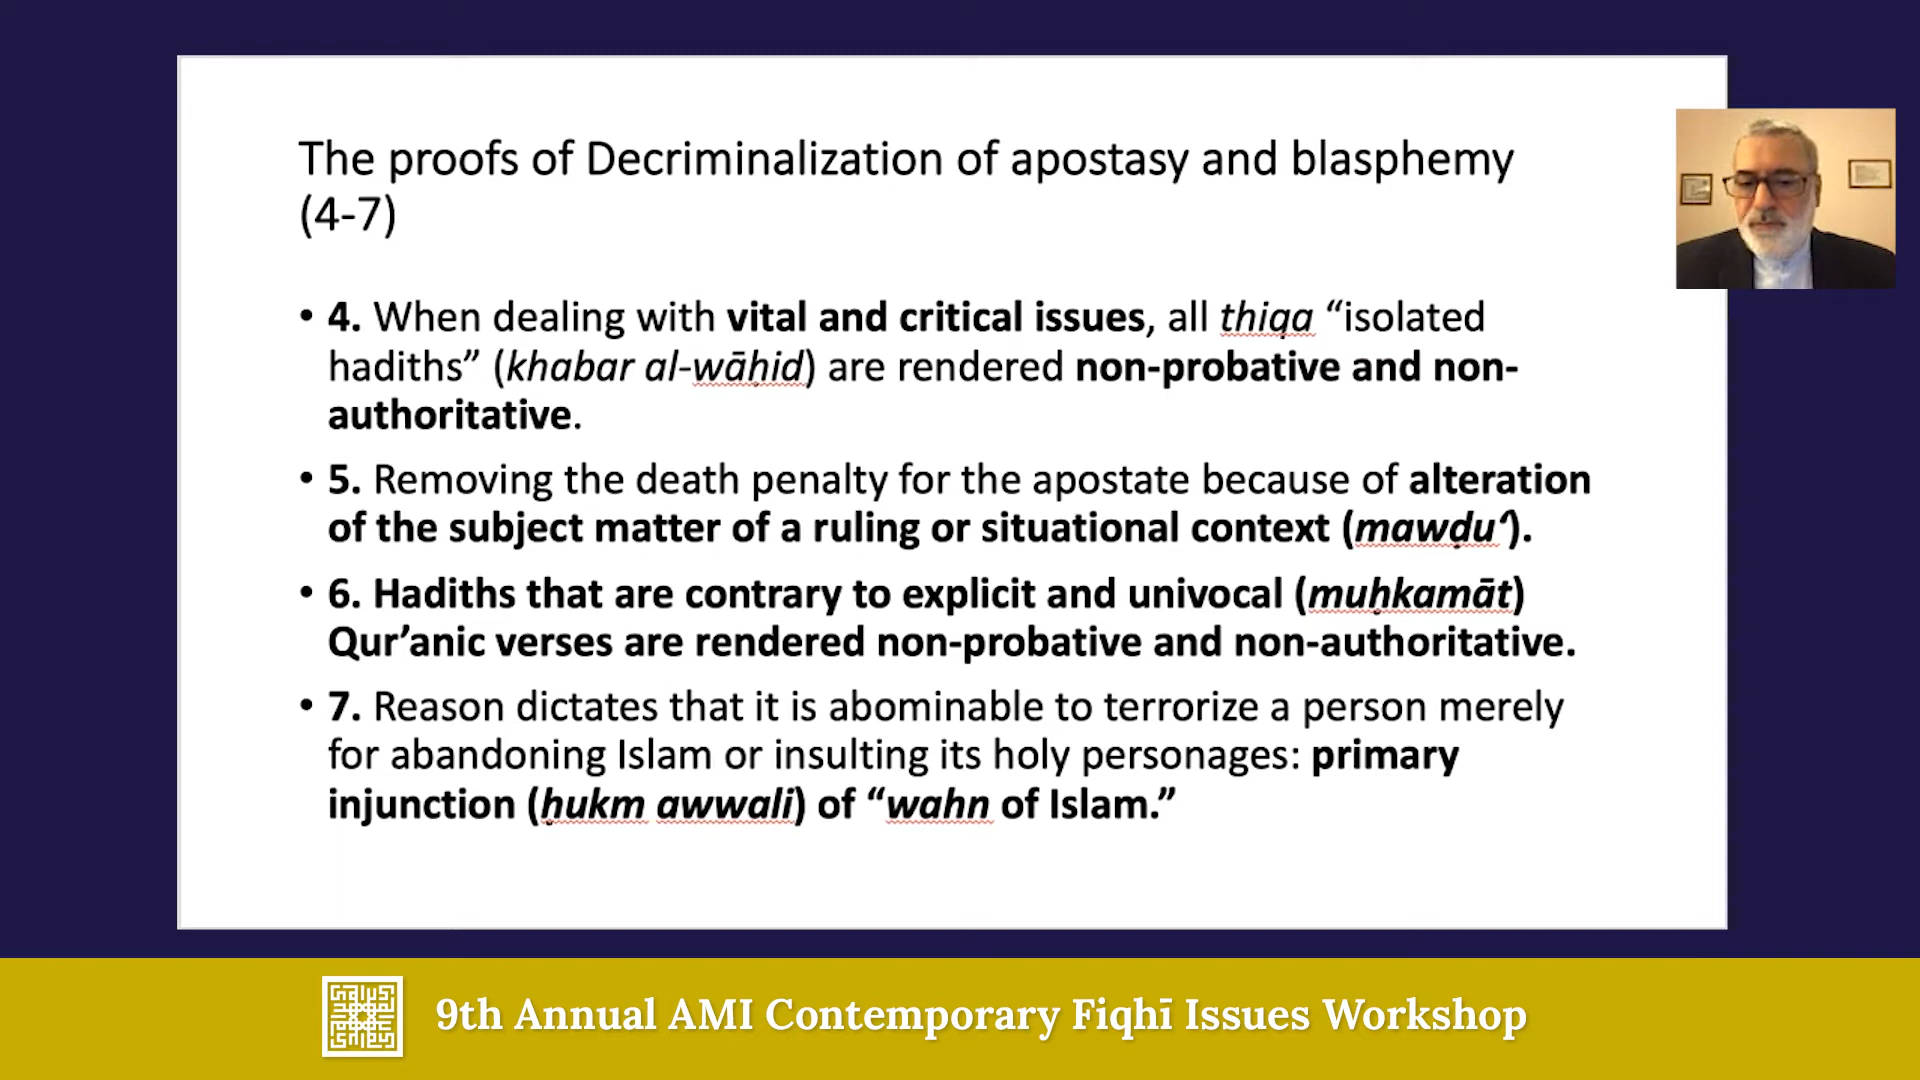 The proofs of Decriminalization of apostasy and blasphemy
(4-7)
• 4. When dealing with vital and critical issues, all thiqa “isolated
hadiths” (khabar al-wāḥid) are rendered non-probative and non-
authoritative.
• 5. Removing the death penalty for the apostate because of alteration
of the subject matter of a ruling or situational context (mawḍu‘).
• 6. Hadiths that are contrary to explicit and univocal (muḥkamāt)
Qur’anic verses are rendered non-probative and non-authoritative.
• 7. Reason dictates that it is abominable to terrorize a person merely
for abandoning Islam or insulting its holy personages: primary
injunction (ḥukm awwali) of “wahn of Islam.”
9th Annual AMI Contemporary Fiqhī Issues Workshop